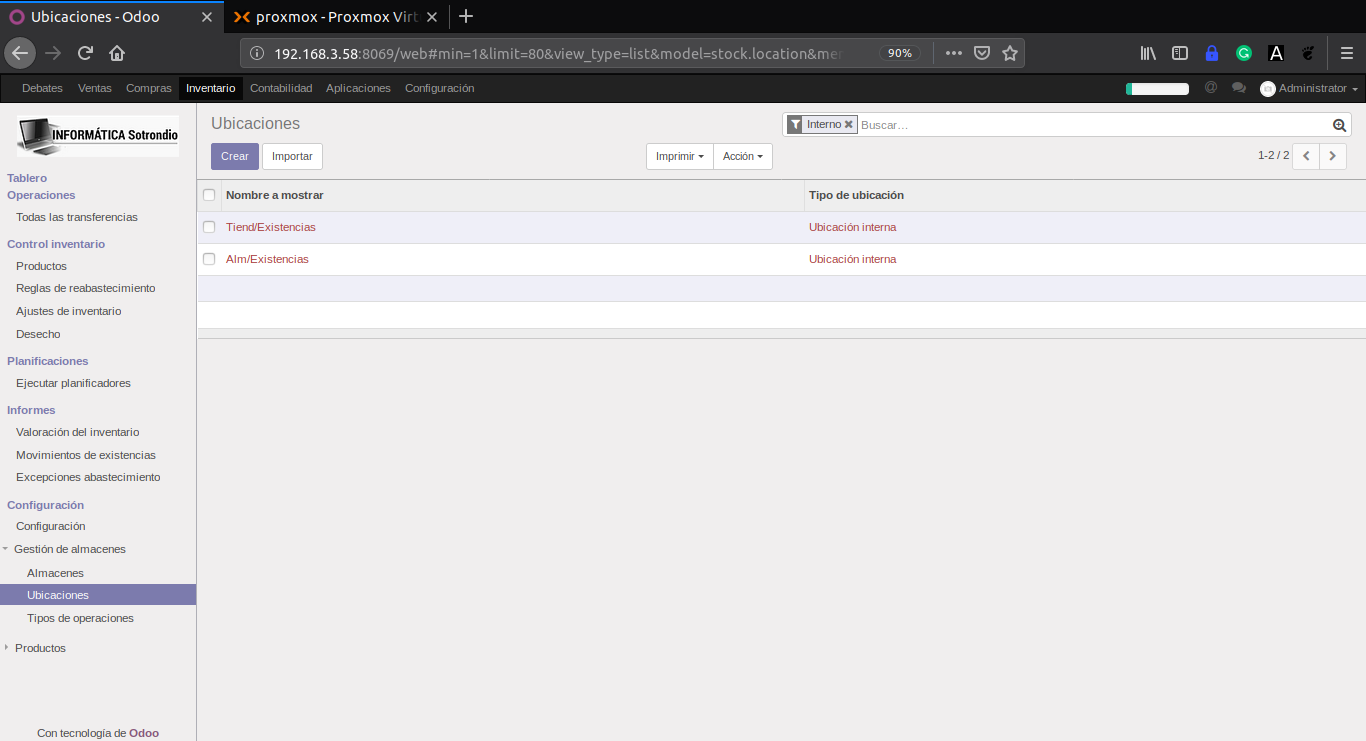 Ubicaciones - Odoo
proxmox - Proxmox Virt
192.168.3.58:8069/web#min=1&limit=80&view_type=list&model=stock.location&me
90%
Debates Ventas Compras Inventario Contabilidad Aplicaciones Configuración
@ Administrator
INFORMÁTICA Sotrondio
Ubicaciones
Interno Buscar...
Crear Importar
Imprimir Acción
1-2 / 2
Tablero
Operaciones
Todas las transferencias
Control inventario
Productos
Reglas de reabastecimiento
Ajustes de inventario
Desecho
Planificaciones
Ejecutar planificadores
Informes
Valoración del inventario
Movimientos de existencias
Excepciones abastecimiento
Configuración
Configuración
Gestión de almacenes
Almacenes
Ubicaciones
Tipos de operaciones
Productos
Con tecnología de Odoo
Nombre a mostrar Tipo de ubicación
Tiend/Existencias Ubicación interna
Alm/Existencias Ubicación interna